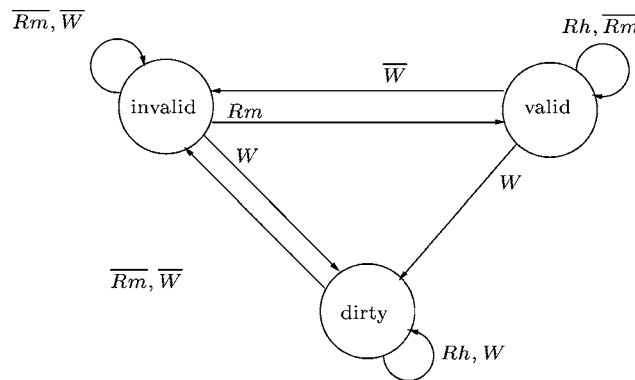 \overline{Rm}, \overline{W}
Rh, \overline{Rm}
\overline{W}
invalid
Rm
valid
W
W
\overline{Rm}, \overline{W}
dirty
Rh, W